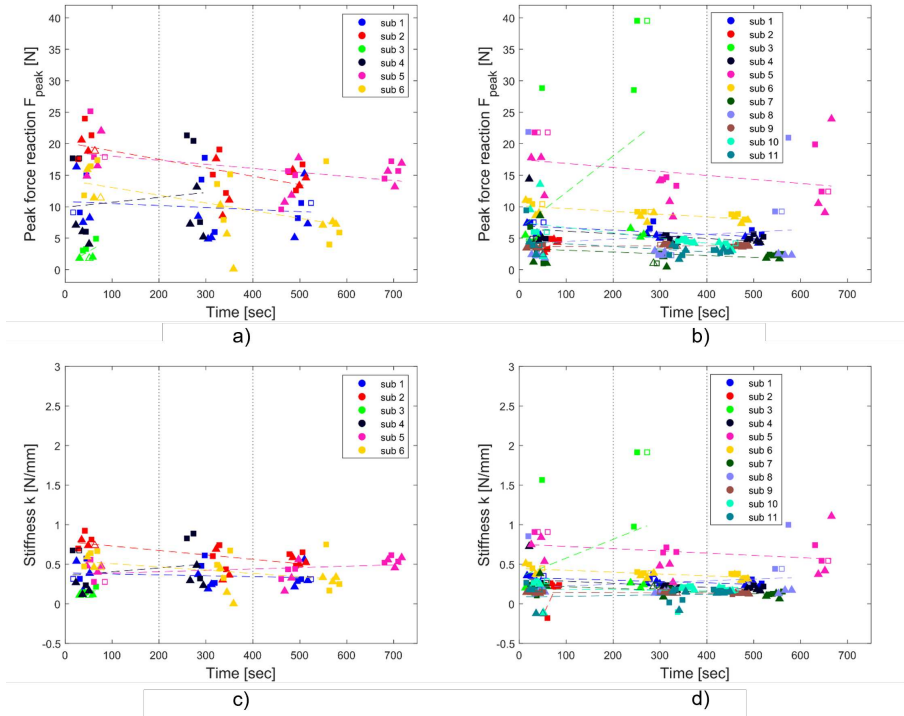 Peak force reaction F_peak [N]
40
35
30
25
20
15
10
5
0
0 100 200 300 400 500 600 700
Time [sec]
sub 1
sub 2
sub 3
sub 4
sub 5
sub 6
a)
Peak force reaction F_peak [N]
40
35
30
25
20
15
10
5
0
0 100 200 300 400 500 600 700
Time [sec]
sub 1
sub 2
sub 3
sub 4
sub 5
sub 6
sub 7
sub 8
sub 9
sub 10
sub 11
b)
Stiffness k [N/mm]
3
2.5
2
1.5
1
0.5
0
-0.5
0 100 200 300 400 500 600 700
Time [sec]
sub 1
sub 2
sub 3
sub 4
sub 5
sub 6
c)
Stiffness k [N/mm]
3
2.5
2
1.5
1
0.5
0
-0.5
0 100 200 300 400 500 600 700
Time [sec]
sub 1
sub 2
sub 3
sub 4
sub 5
sub 6
sub 7
sub 8
sub 9
sub 10
sub 11
d)